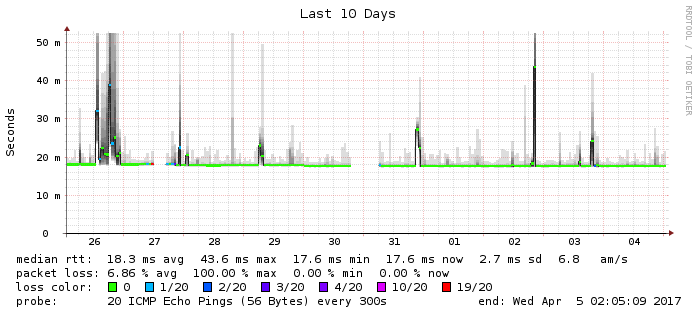 Last 10 Days
RRDTOOL / TOBI OETIKER
Seconds
50 m
40 m
30 m
20 m
10 m
0
26 27 28 29 30 31 01 02 03 04
median rtt: 18.3 ms avg 43.6 ms max 17.6 ms min 17.6 ms now 2.7 ms sd 6.8 am/s
packet loss: 6.86 % avg 100.00 % max 0.00 % min 0.00 % now
loss color: 0 1/20 2/20 3/20 4/20 10/20 19/20
probe: 20 ICMP Echo Pings (56 Bytes) every 300s end: Wed Apr 5 02:05:09 2017